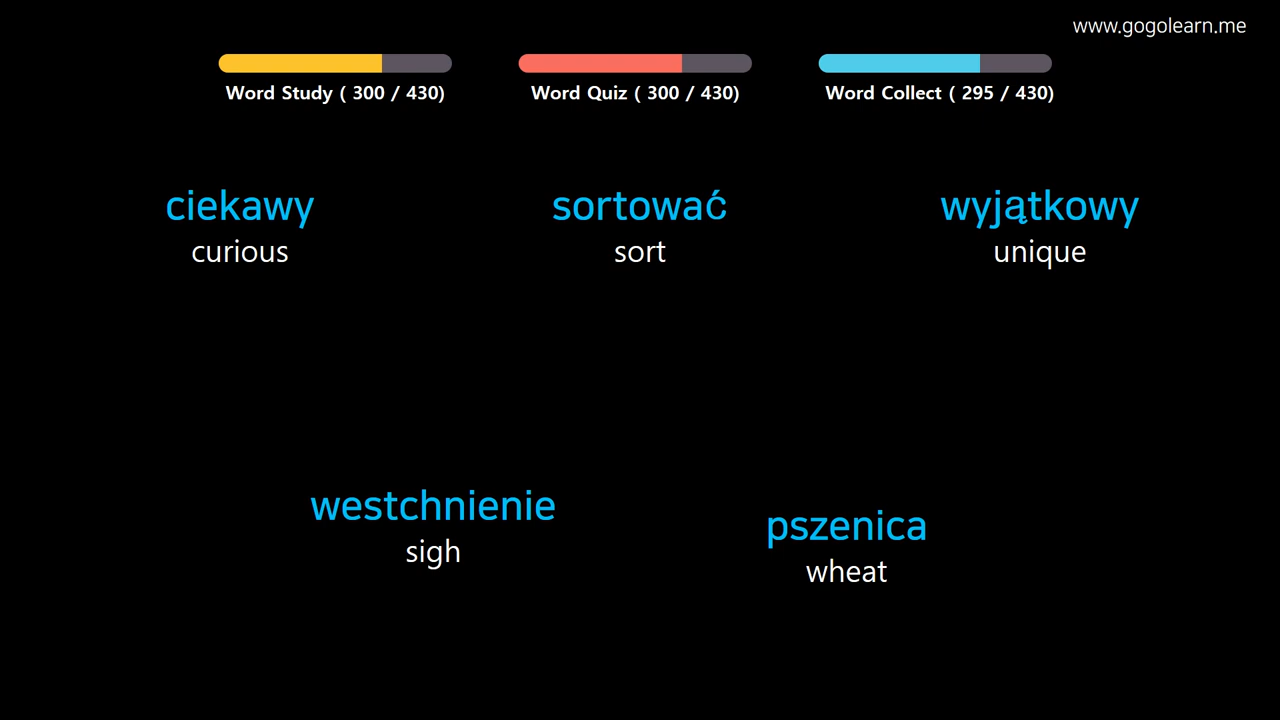 www.gogolearn.me
Word Study ( 300 / 430)
Word Quiz ( 300 / 430)
Word Collect ( 295 / 430)
ciekawy
curious
sortować
sort
wyjątkowy
unique
westchnienie
sigh
pszenica
wheat